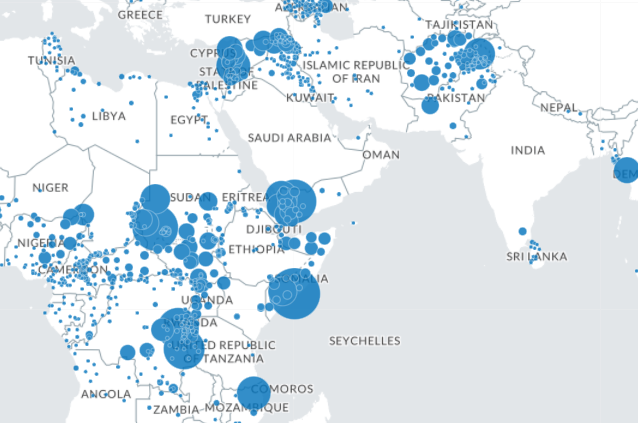 GREECE
TURKEY
TAJIKISTAN
TUNISIA
CYPRUS
STATE OF
PALESTINE
ISLAMIC REPUBLIC
OF IRAN
KUWAIT
PAKISTAN
LIBYA
EGYPT
NEPAL
SAUDI ARABIA
OMAN
INDIA
NIGER
SUDAN
ERITREA
NIGERIA
DJIBOUTI
ETHIOPIA
CAMEROON
SRI LANKA
SOMALIA
UGANDA
UNITED REPUBLIC
OF TANZANIA
SEYCHELLES
ANGOLA
COMOROS
ZAMBIA
MOZAMBIQUE